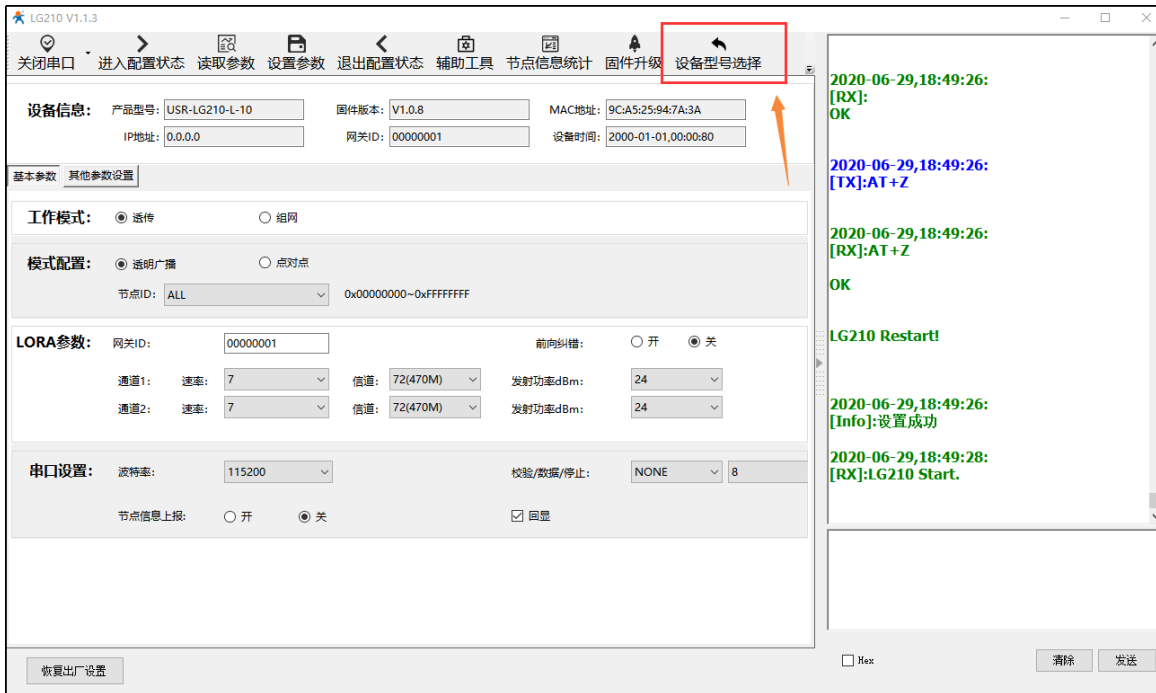 LG210 V1.1.3
关闭串口 进入配置状态 读取参数 设置参数 退出配置状态 辅助工具 节点信息统计 固件升级 设备型号选择
设备信息: 产品型号: USR-LG210-L-10 固件版本: V1.0.8 MAC地址: 9C:A5:25:94:7A:3A
IP地址: 0.0.0.0 网关ID: 00000001 设备时间: 2000-01-01,00:00:80
基本参数 其他参数设置
工作模式: 透传 组网
模式配置: 透明广播 点对点
节点ID: ALL 0x00000000~0xFFFFFFFF
LORA参数: 网关ID: 00000001 前向纠错: 开 关
通道1: 速率: 7 信道: 72(470M) 发射功率dBm: 24
通道2: 速率: 7 信道: 72(470M) 发射功率dBm: 24
串口设置: 波特率: 115200 校验/数据/停止: NONE 8
节点信息上报: 开 关 回显
恢复出厂设置
2020-06-29,18:49:26:
[RX]:
OK
2020-06-29,18:49:26:
[TX]:AT+Z
2020-06-29,18:49:26:
[RX]:AT+Z
OK
LG210 Restart!
2020-06-29,18:49:26:
[Info]:设置成功
2020-06-29,18:49:28:
[RX]:LG210 Start.
Hex 清除 发送